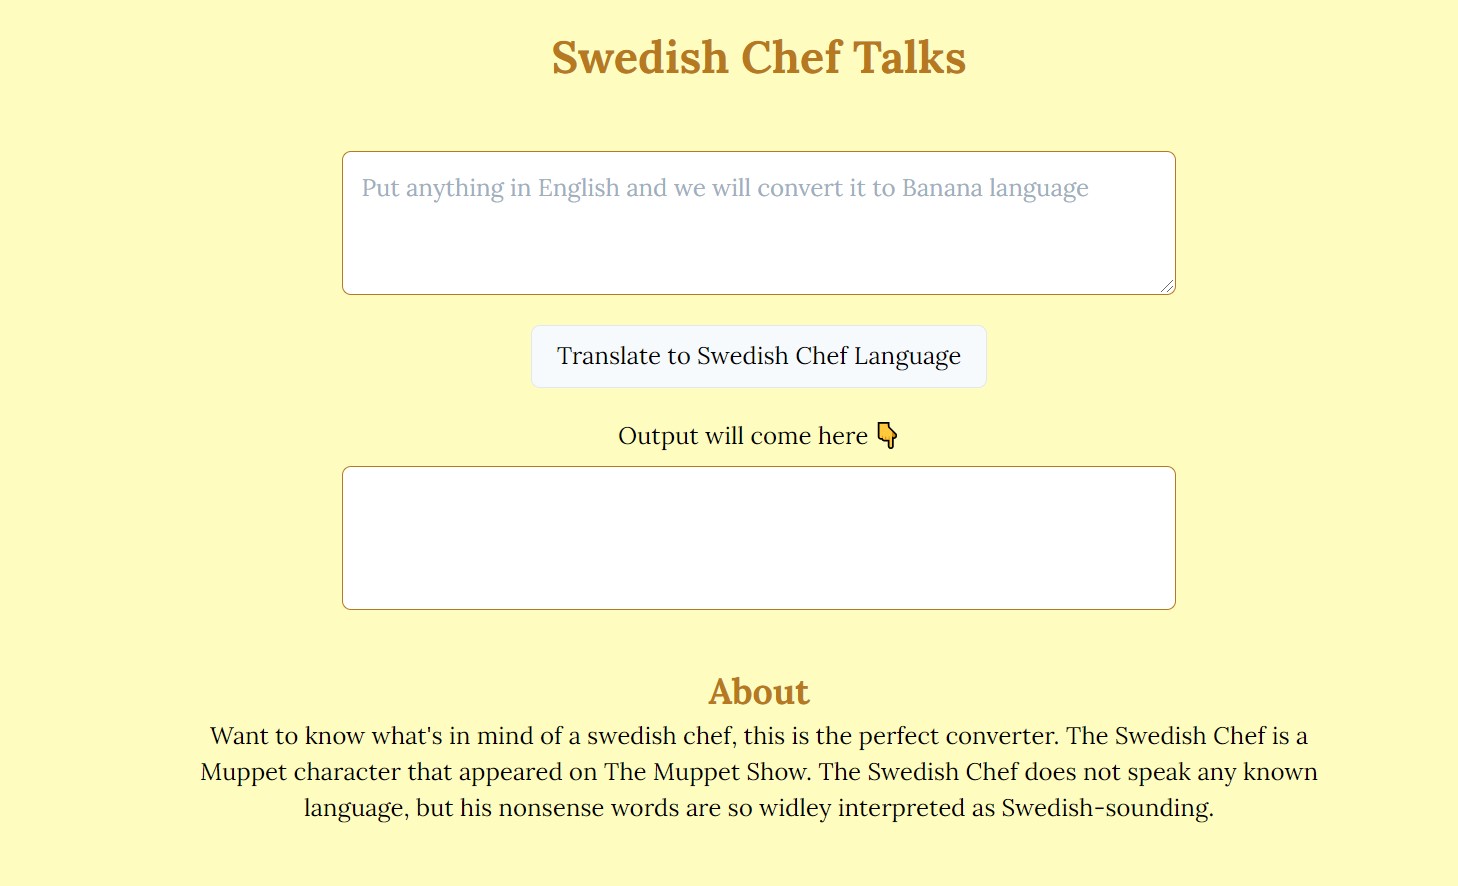 Swedish Chef Talks
Put anything in English and we will convert it to Banana language
Translate to Swedish Chef Language
Output will come here 👇
About
Want to know what's in mind of a swedish chef, this is the perfect converter. The Swedish Chef is a
Muppet character that appeared on The Muppet Show. The Swedish Chef does not speak any known
language, but his nonsense words are so widley interpreted as Swedish-sounding.